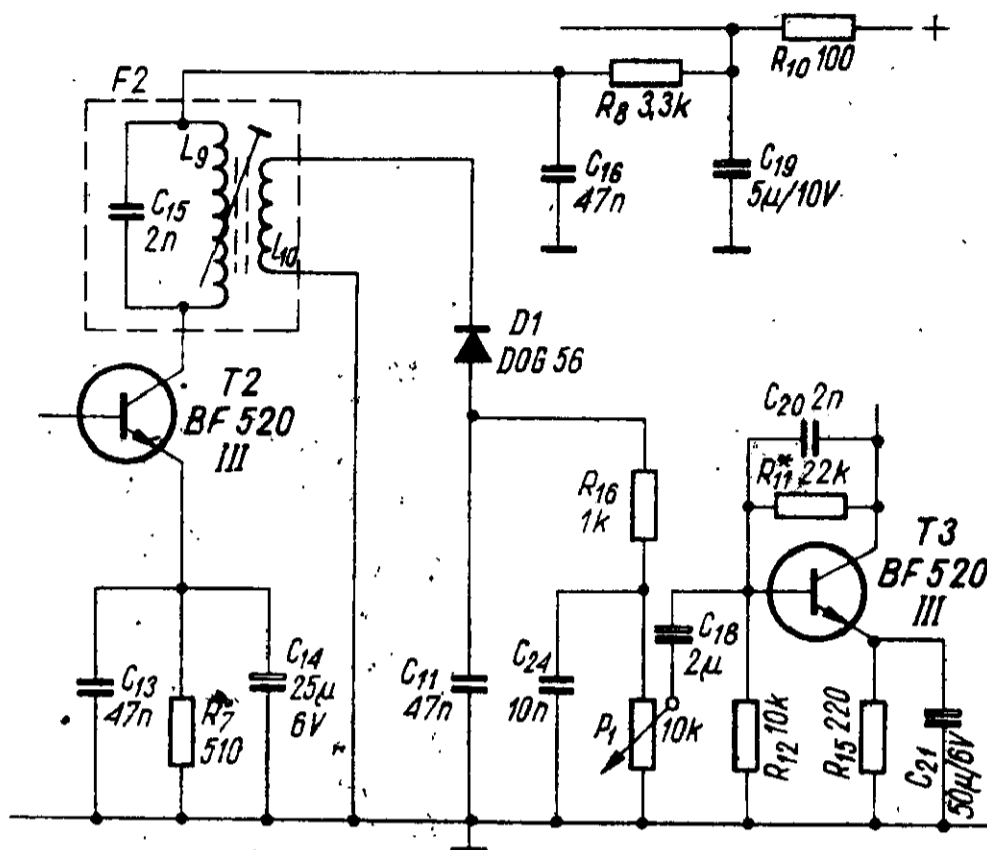 +
R10 100
F2
R8 3,3k
L9
C16
47n
C19
5μ/10V
C15
2n
L10
D1
DOG 56
T2
BF 520
III
C20 2n
R11* 22k
R16
1k
T3
BF 520
III
C18
2μ
C14
25μ
6V
C13
47n
R7
510
C11
47n
C24
10n
P1
10k
R12 10k
R15 220
C21
50μ/6V